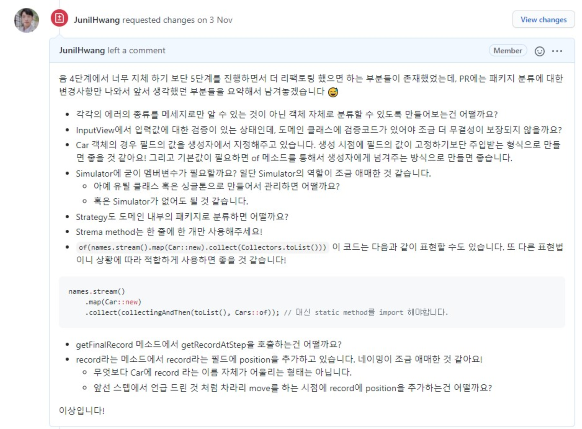 JunilHwang requested changes on 3 Nov
View changes
JunilHwang left a comment
Member
음 4단계에서 너무 지체 하기 보단 5단계를 진행하면서 더 리팩토링 했으면 하는 부분들이 존재했었는데, PR에는 패키지 분류에 대한
변경사항만 나와서 앞서 생각했던 부분들을 요약해서 남겨놓겠습니다 😅
• 각각의 에러의 종류를 메세지로만 알 수 있는 것이 아닌 객체 자체로 분류할 수 있도록 만들어보는건 어떨까요?
• InputView에서 입력값에 대한 검증이 있는 상태인데, 도메인 클래스에 검증코드가 있어야 조금 더 무결성이 보장되지 않을까요?
• Car 객체의 경우 필드의 값을 생성자에서 지정해주고 있습니다. 생성 시점에 필드의 값이 고정하기보단 주입받는 형식으로 만들
면 좋을 것 같아요! 그리고 기본값이 필요하면 of 메소드를 통해서 생성자에게 넘겨주는 방식으로 만들면 좋습니다.
• Simulator에 굳이 멤버변수가 필요할까요? 일단 Simulator의 역할이 조금 애매한 것 같습니다.
◦ 아예 유틸 클래스 혹은 싱글톤으로 만들어서 관리하면 어떨까요?
◦ 혹은 Simulator가 없어도 될 것 같습니다.
• Strategy도 도메인 내부의 패키지로 분류하면 어떨까요?
• Strema method는 한 줄에 한 개만 사용해주세요!
• of(names.stream().map(Car::new).collect(Collectors.toList())) 이 코드는 다음과 같이 표현할 수도 있습니다. 또 다른 표현법
이니 상황에 따라 적합하게 사용하면 좋을 것 같습니다!
names.stream()
.map(Car::new)
.collect(collectingAndThen(toList(), Cars::of)); // 대신 static method를 import 해야합니다.
• getFinalRecord 메소드에서 getRecordAtStep을 호출하는건 어떨까요?
• record라는 메소드에서 record라는 필드에 position을 추가하고 있습니다. 네이밍이 조금 애매한 것 같아요!
◦ 무엇보다 Car에 record 라는 이름 자체가 어울리는 형태는 아닙니다.
◦ 앞선 스텝에서 언급 드린 것 처럼 차라리 move를 하는 시점에 record에 position을 추가하는건 어떨까요?
이상입니다!